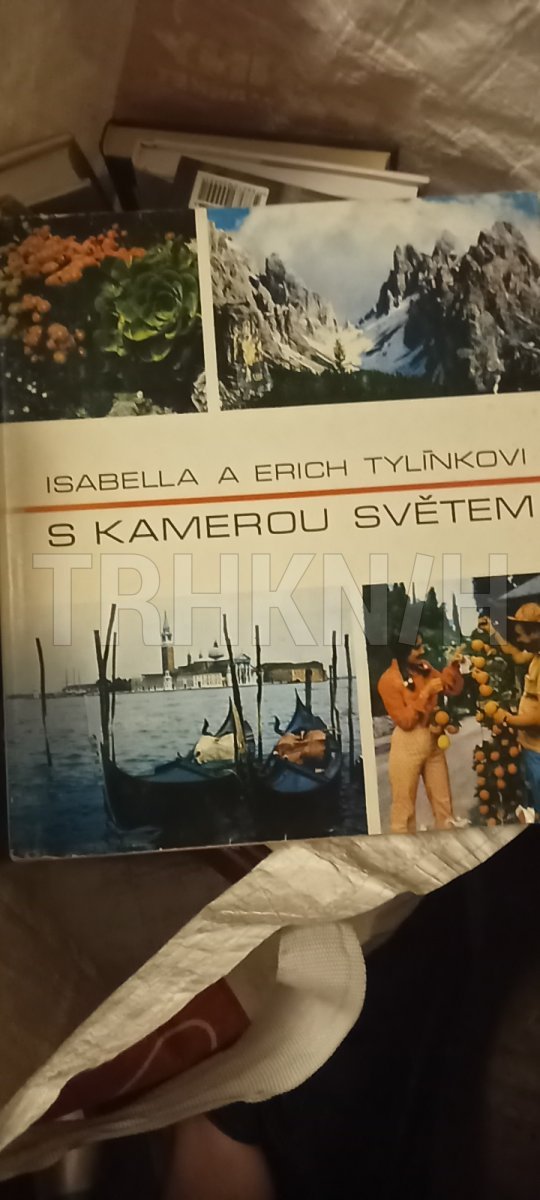 ISABELLA A ERICH TYLÍNKOVI
S KAMEROU SVĚTEM
TRHKNIH